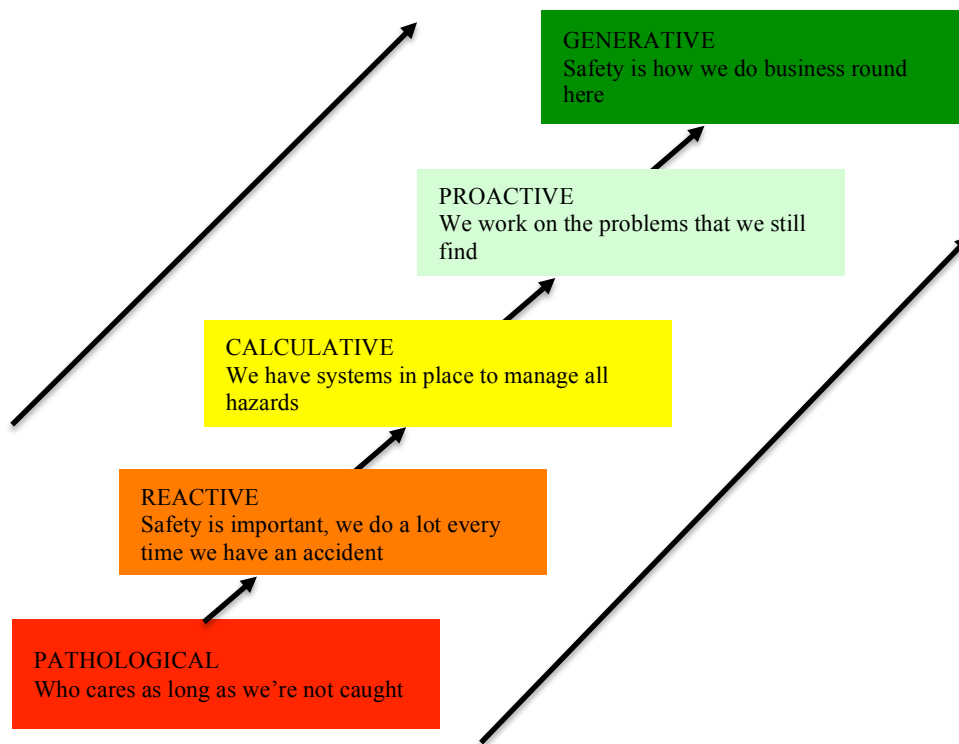 GENERATIVE
Safety is how we do business round
here
PROACTIVE
We work on the problems that we still
find
CALCULATIVE
We have systems in place to manage all
hazards
REACTIVE
Safety is important, we do a lot every
time we have an accident
PATHOLOGICAL
Who cares as long as we’re not caught